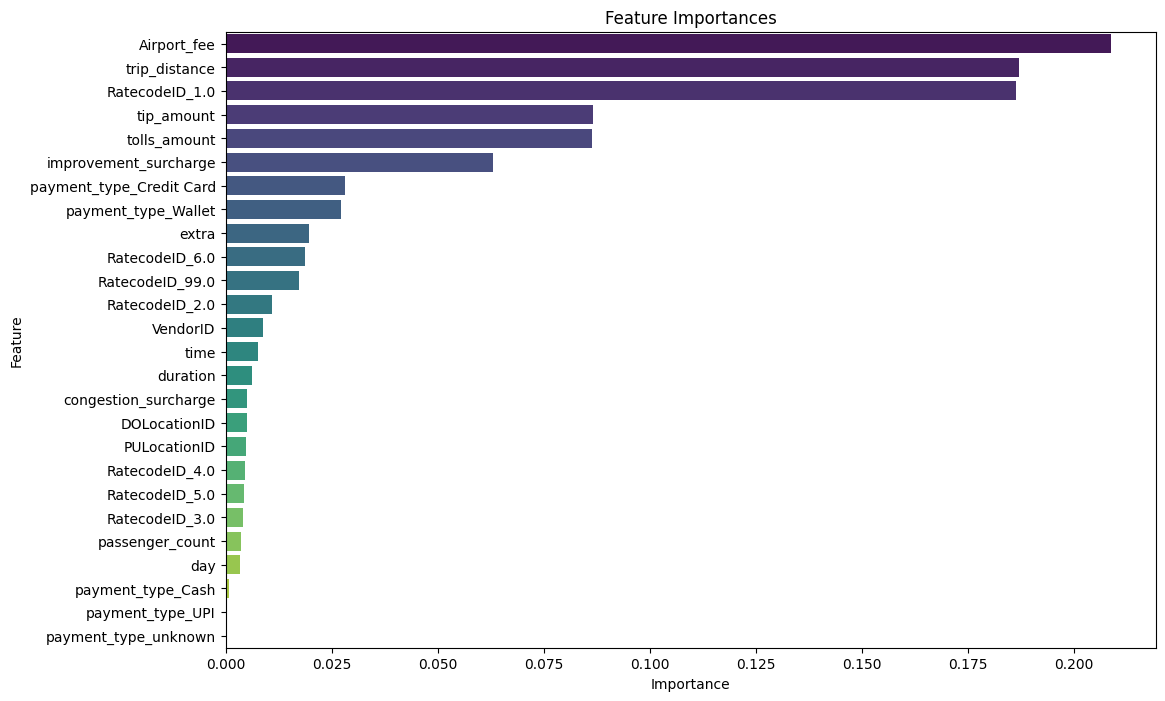 Feature Importances
Feature
Airport_fee
trip_distance
RatecodeID_1.0
tip_amount
tolls_amount
improvement_surcharge
payment_type_Credit Card
payment_type_Wallet
extra
RatecodeID_6.0
RatecodeID_99.0
RatecodeID_2.0
VendorID
time
duration
congestion_surcharge
DOLocationID
PULocationID
RatecodeID_4.0
RatecodeID_5.0
RatecodeID_3.0
passenger_count
day
payment_type_Cash
payment_type_UPI
payment_type_unknown
0.000 0.025 0.050 0.075 0.100 0.125 0.150 0.175 0.200
Importance